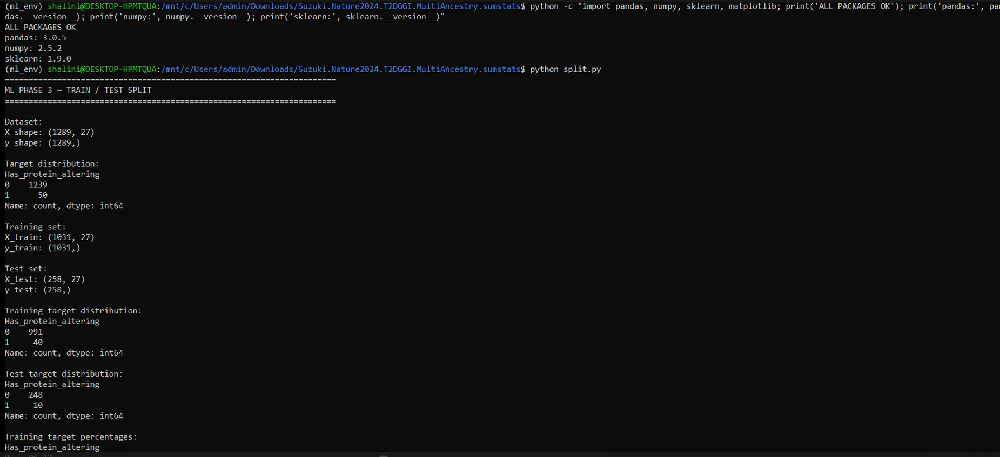 (ml_env) shalini@DESKTOP-HPMTQUA:/mnt/c/Users/admin/Downloads/Suzuki.Nature2024.T2DGGI.MultiAncestry.sumstats$ python -c "import pandas, numpy, sklearn, matplotlib; print('ALL PACKAGES OK'); print('pandas:', pan
das.__version__); print('numpy:', numpy.__version__); print('sklearn:', sklearn.__version__)"
ALL PACKAGES OK
pandas: 3.0.5
numpy: 2.5.2
sklearn: 1.9.0
(ml_env) shalini@DESKTOP-HPMTQUA:/mnt/c/Users/admin/Downloads/Suzuki.Nature2024.T2DGGI.MultiAncestry.sumstats$ python split.py
======================================================================
ML PHASE 3 — TRAIN / TEST SPLIT
======================================================================
Dataset:
X shape: (1289, 27)
y shape: (1289,)
Target distribution:
Has_protein_altering
0    1239
1      50
Name: count, dtype: int64
Training set:
X_train: (1031, 27)
y_train: (1031,)
Test set:
X_test: (258, 27)
y_test: (258,)
Training target distribution:
Has_protein_altering
0    991
1     40
Name: count, dtype: int64
Test target distribution:
Has_protein_altering
0    248
1     10
Name: count, dtype: int64
Training target percentages:
Has_protein_altering